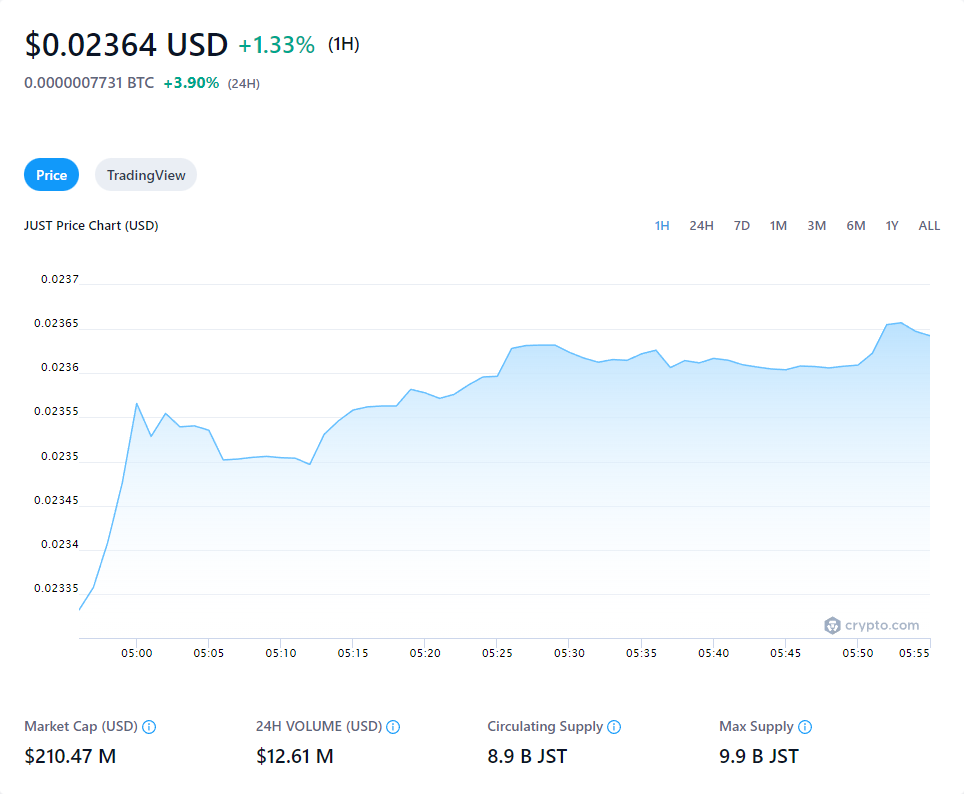 $0.02364 USD +1.33% (1H)
0.0000007731 BTC +3.90% (24H)
Price TradingView
JUST Price Chart (USD) 1H 24H 7D 1M 3M 6M 1Y ALL
0.0237
0.02365
0.0236
0.02355
0.0235
0.02345
0.0234
0.02335
crypto.com
05:00 05:05 05:10 05:15 05:20 05:25 05:30 05:35 05:40 05:45 05:50 05:55
Market Cap (USD) 24H VOLUME (USD) Circulating Supply Max Supply
$210.47 M $12.61 M 8.9 B JST 9.9 B JST